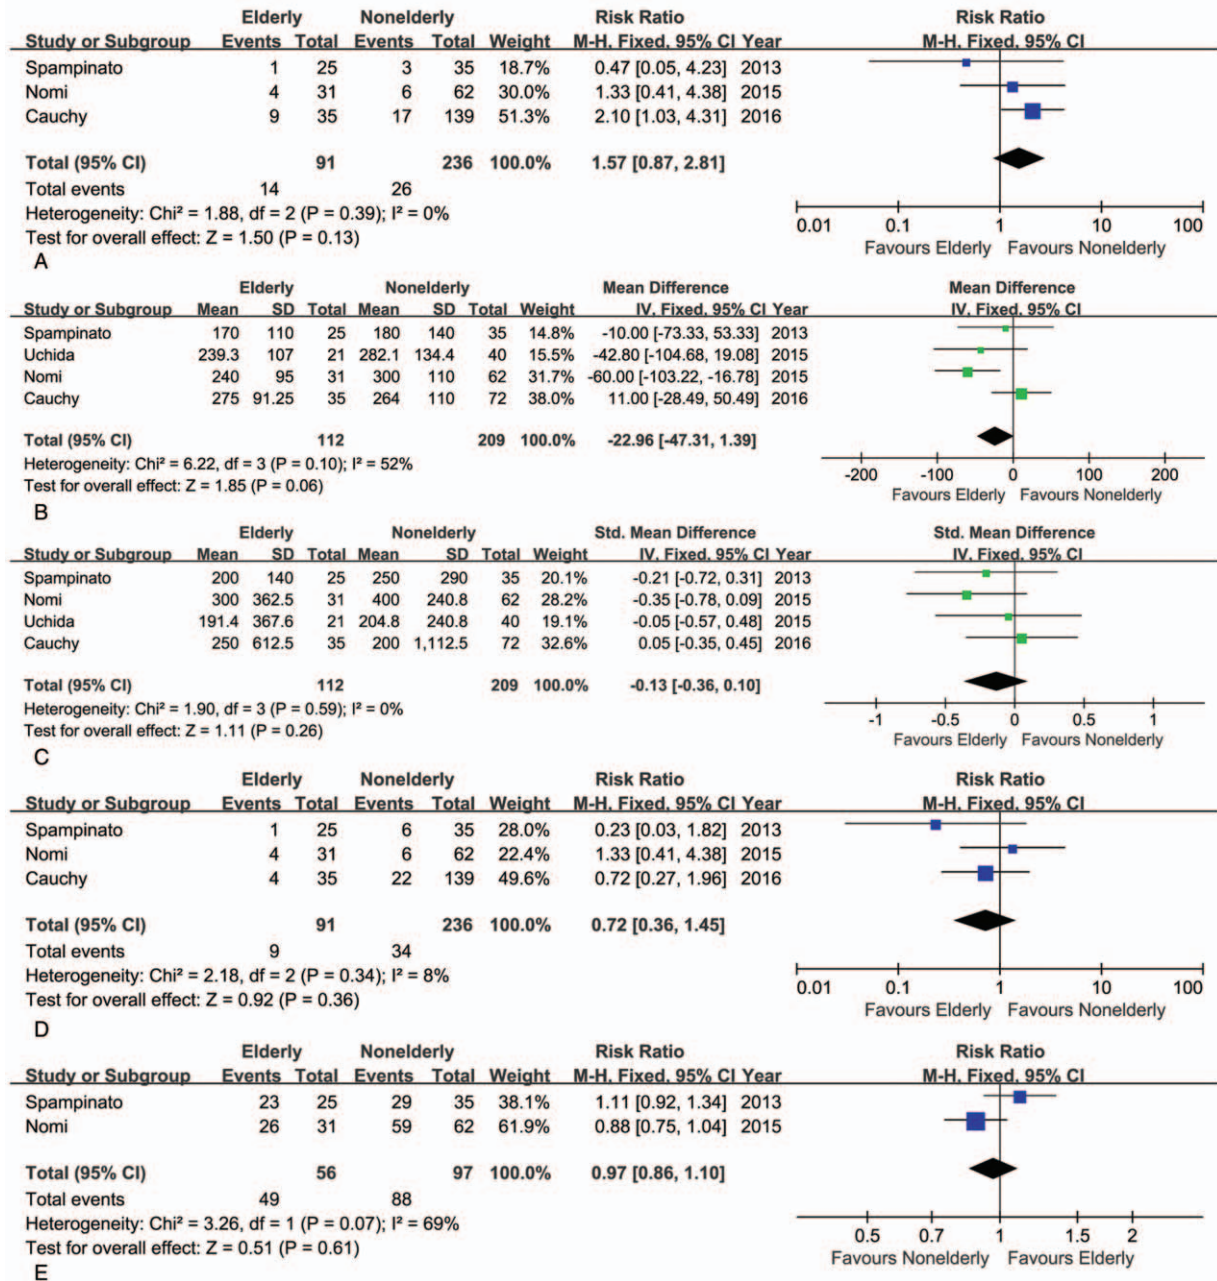 Elderly Nonelderly Risk Ratio Risk Ratio
Study or Subgroup Events Total Events Total Weight M-H. Fixed. 95% CI Year M-H. Fixed. 95% CI
Spampinato 1 25 3 35 18.7% 0.47 [0.05, 4.23] 2013
Nomi 4 31 6 62 30.0% 1.33 [0.41, 4.38] 2015
Cauchy 9 35 17 139 51.3% 2.10 [1.03, 4.31] 2016
Total (95% CI) 91 236 100.0% 1.57 [0.87, 2.81]
Total events 14 26
Heterogeneity: Chi² = 1.88, df = 2 (P = 0.39); I² = 0%
Test for overall effect: Z = 1.50 (P = 0.13)
0.01 0.1 1 10 100
Favours Elderly Favours Nonelderly
A
Elderly Nonelderly Mean Difference Mean Difference
Study or Subgroup Mean SD Total Mean SD Total Weight IV. Fixed. 95% CI Year IV. Fixed. 95% CI
Spampinato 170 110 25 180 140 35 14.8% -10.00 [-73.33, 53.33] 2013
Uchida 239.3 107 21 282.1 134.4 40 15.5% -42.80 [-104.68, 19.08] 2015
Nomi 240 95 31 300 110 62 31.7% -60.00 [-103.22, -16.78] 2015
Cauchy 275 91.25 35 264 110 72 38.0% 11.00 [-28.49, 50.49] 2016
Total (95% CI) 112 209 100.0% -22.96 [-47.31, 1.39]
Heterogeneity: Chi² = 6.22, df = 3 (P = 0.10); I² = 52%
Test for overall effect: Z = 1.85 (P = 0.06)
-200 -100 0 100 200
Favours Elderly Favours Nonelderly
B
Elderly Nonelderly Std. Mean Difference Std. Mean Difference
Study or Subgroup Mean SD Total Mean SD Total Weight IV. Fixed. 95% CI Year IV. Fixed. 95% CI
Spampinato 200 140 25 250 290 35 20.1% -0.21 [-0.72, 0.31] 2013
Nomi 300 362.5 31 400 240.8 62 28.2% -0.35 [-0.78, 0.09] 2015
Uchida 191.4 367.6 21 204.8 240.8 40 19.1% -0.05 [-0.57, 0.48] 2015
Cauchy 250 612.5 35 200 1,112.5 72 32.6% 0.05 [-0.35, 0.45] 2016
Total (95% CI) 112 209 100.0% -0.13 [-0.36, 0.10]
Heterogeneity: Chi² = 1.90, df = 3 (P = 0.59); I² = 0%
Test for overall effect: Z = 1.11 (P = 0.26)
-1 -0.5 0 0.5 1
Favours Elderly Favours Nonelderly
C
Elderly Nonelderly Risk Ratio Risk Ratio
Study or Subgroup Events Total Events Total Weight M-H. Fixed. 95% CI Year M-H. Fixed. 95% CI
Spampinato 1 25 6 35 28.0% 0.23 [0.03, 1.82] 2013
Nomi 4 31 6 62 22.4% 1.33 [0.41, 4.38] 2015
Cauchy 4 35 22 139 49.6% 0.72 [0.27, 1.96] 2016
Total (95% CI) 91 236 100.0% 0.72 [0.36, 1.45]
Total events 9 34
Heterogeneity: Chi² = 2.18, df = 2 (P = 0.34); I² = 8%
Test for overall effect: Z = 0.92 (P = 0.36)
0.01 0.1 1 10 100
Favours Elderly Favours Nonelderly
D
Elderly Nonelderly Risk Ratio Risk Ratio
Study or Subgroup Events Total Events Total Weight M-H. Fixed. 95% CI Year M-H. Fixed. 95% CI
Spampinato 23 25 29 35 38.1% 1.11 [0.92, 1.34] 2013
Nomi 26 31 59 62 61.9% 0.88 [0.75, 1.04] 2015
Total (95% CI) 56 97 100.0% 0.97 [0.86, 1.10]
Total events 49 88
Heterogeneity: Chi² = 3.26, df = 1 (P = 0.07); I² = 69%
Test for overall effect: Z = 0.51 (P = 0.61)
0.5 0.7 1 1.5 2
Favours Nonelderly Favours Elderly
E